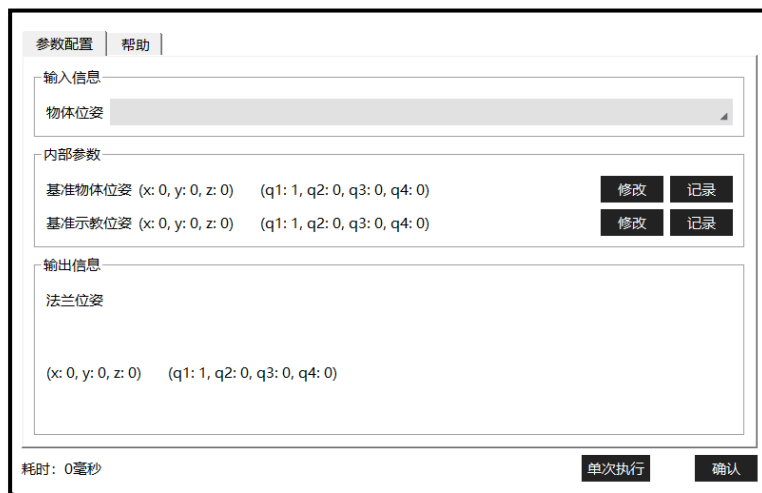 参数配置 帮助
输入信息
物体位姿
内部参数
基准物体位姿 (x: 0, y: 0, z: 0) (q1: 1, q2: 0, q3: 0, q4: 0) 修改 记录
基准示教位姿 (x: 0, y: 0, z: 0) (q1: 1, q2: 0, q3: 0, q4: 0) 修改 记录
输出信息
法兰位姿
(x: 0, y: 0, z: 0) (q1: 1, q2: 0, q3: 0, q4: 0)
耗时：0毫秒 单次执行 确认